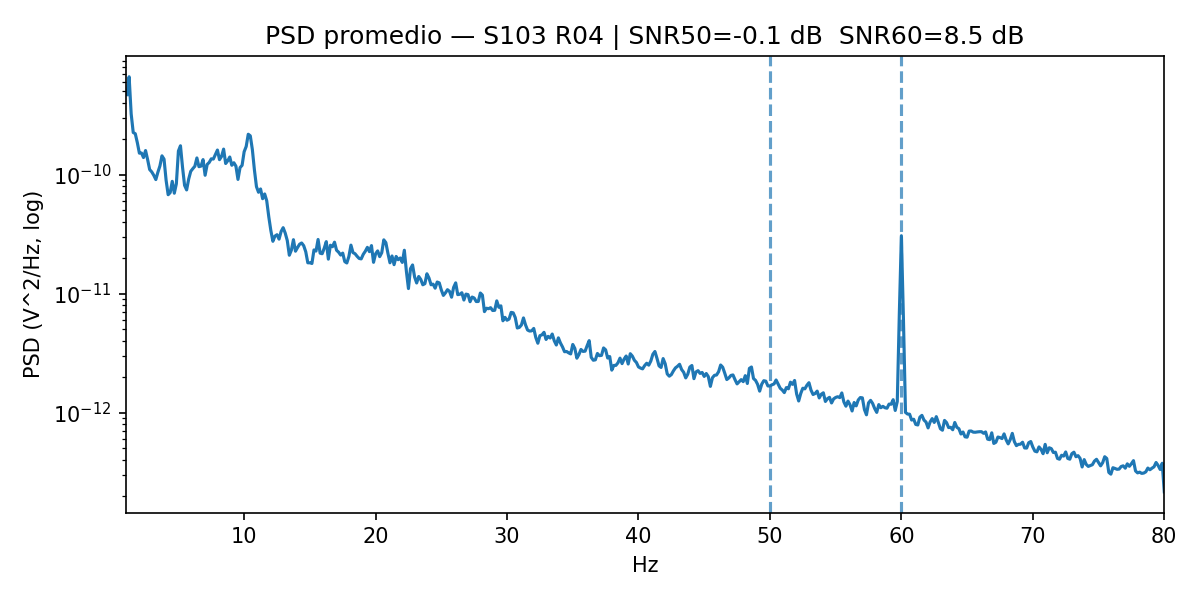 PSD promedio — S103 R04 | SNR50=-0.1 dB  SNR60=8.5 dB
PSD (V^2/Hz, log)
10⁻¹⁰
10⁻¹¹
10⁻¹²
10 20 30 40 50 60 70 80
Hz